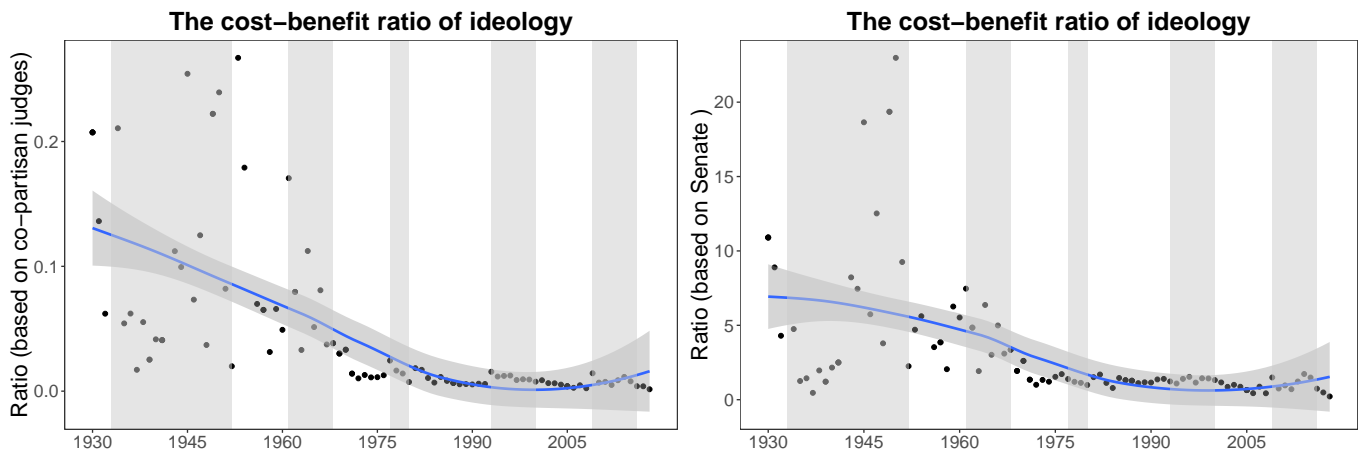 The cost–benefit ratio of ideology
Ratio (based on co–partisan judges)
0.2
0.1
0.0
1930 1945 1960 1975 1990 2005
The cost–benefit ratio of ideology
Ratio (based on Senate )
20
15
10
5
0
1930 1945 1960 1975 1990 2005